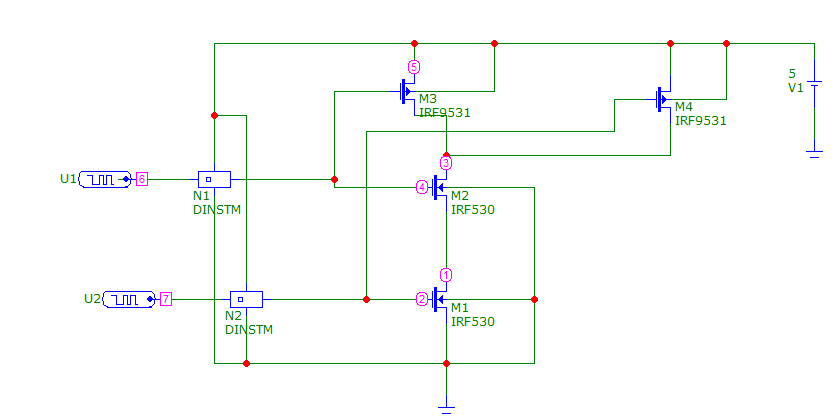 5
5
V1
M3
IRF9531
M4
IRF9531
3
U1
6
4
N1
DINSTM
M2
IRF530
1
U2
7
2
N2
DINSTM
M1
IRF530